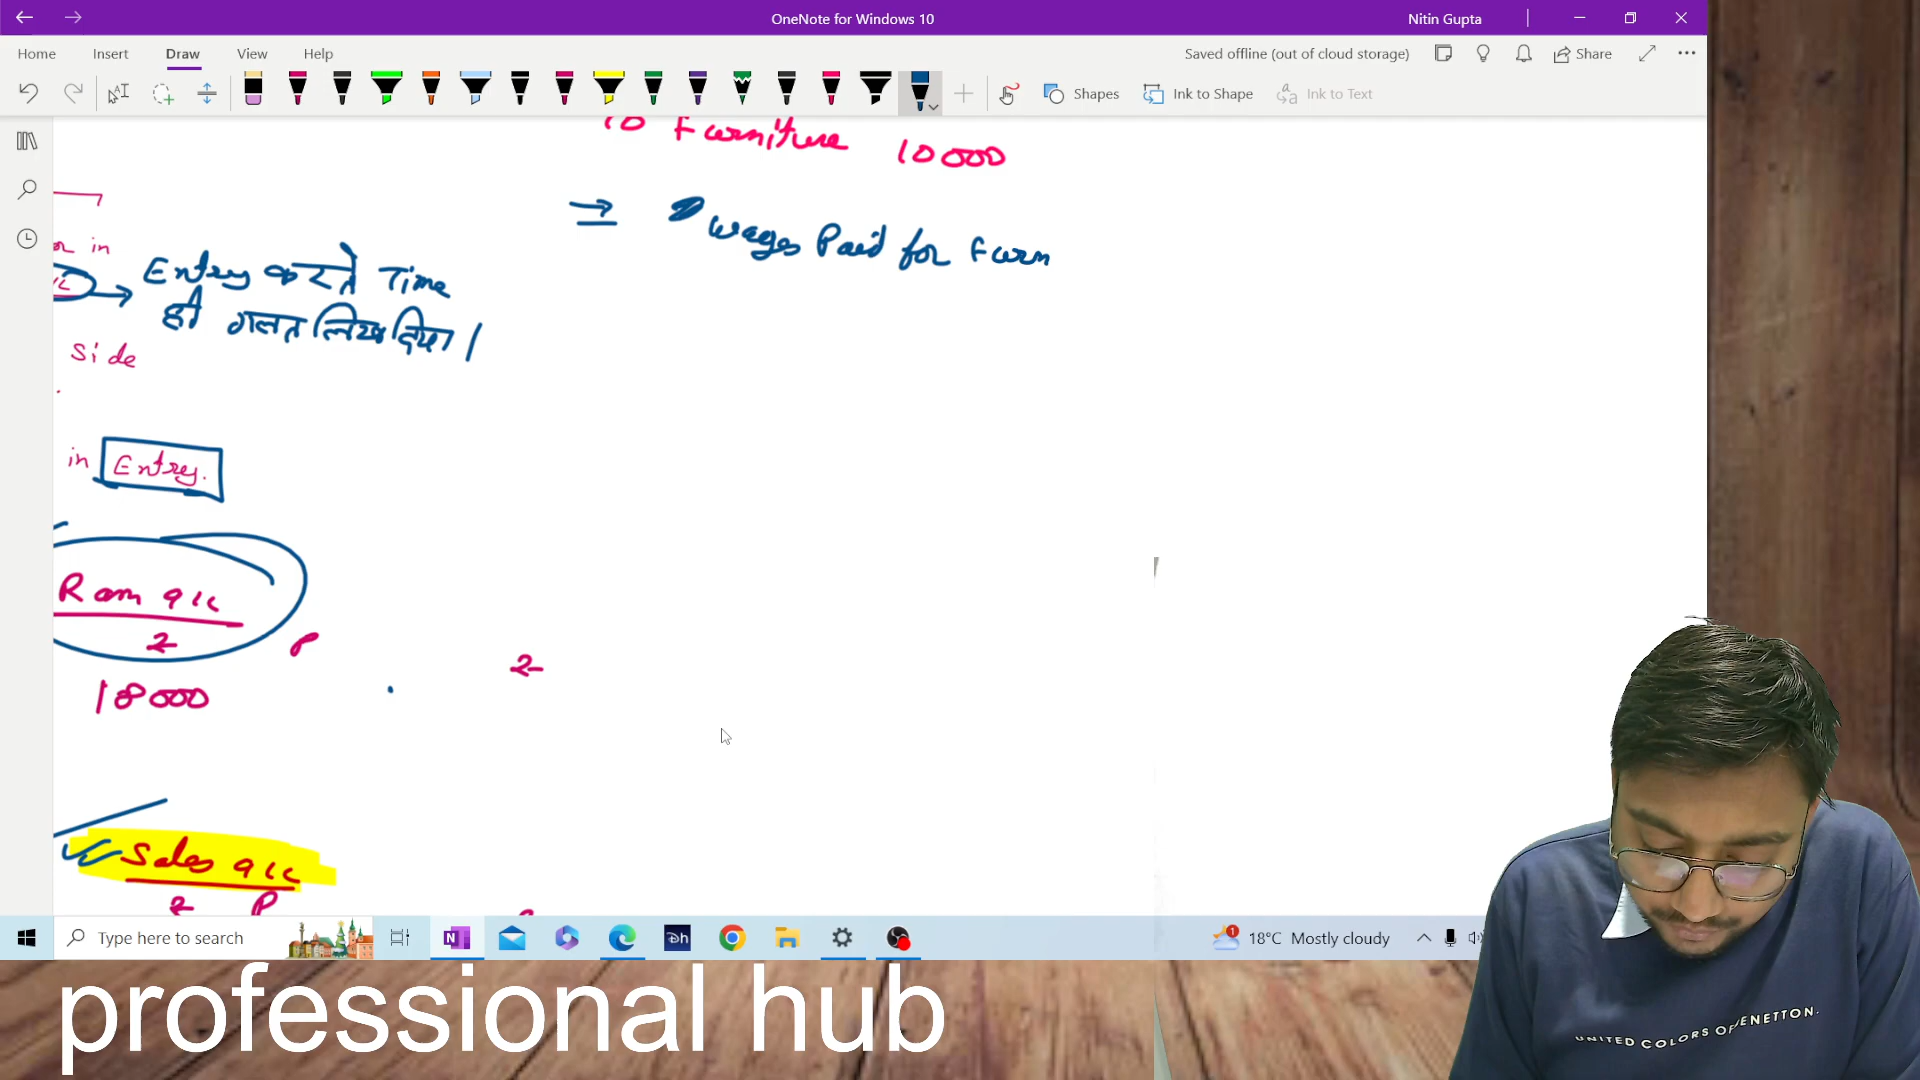 OneNote for Windows 10
Nitin Gupta
Home Insert Draw View Help
Saved offline (out of cloud storage)
Share
Shapes
Ink to Shape
Ink to Text
Furniture 10000
⇒ wages Paid for Furn
in
Entry करते Time
ही गलत लिख दिया।
side
in Entry.
Ram a/c
2
2
18000
Sales a/c
2 P
Type here to search
18°C Mostly cloudy
professional hub
UNITED COLORS OF BENETTON.